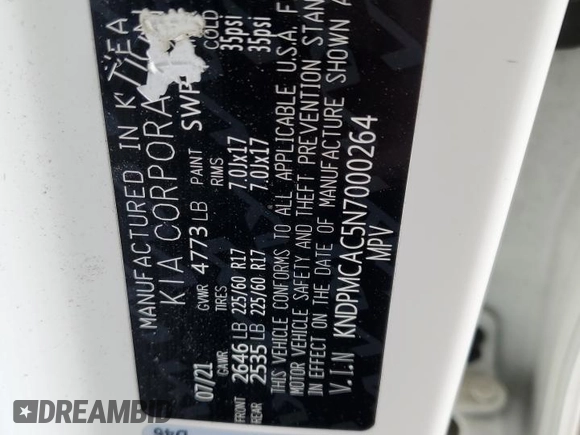 MANUFACTURED IN K
KIA CORPORA
07/21 GVWR 4773 LB PAINT SWP
GAWR TIRES RIMS COLD
FRONT 2646 LB 225/60 R17 7.0Jx17 35psi
REAR 2535 LB 225/60 R17 7.0Jx17 35psi
THIS VEHICLE CONFORMS TO ALL APPLICABLE U.S.A. F
MOTOR VEHICLE SAFETY AND THEFT PREVENTION STAN
IN EFFECT ON THE DATE OF MANUFACTURE SHOWN A
V.I.N KNDPMCAC5N7000264
MPV
DREAMBID